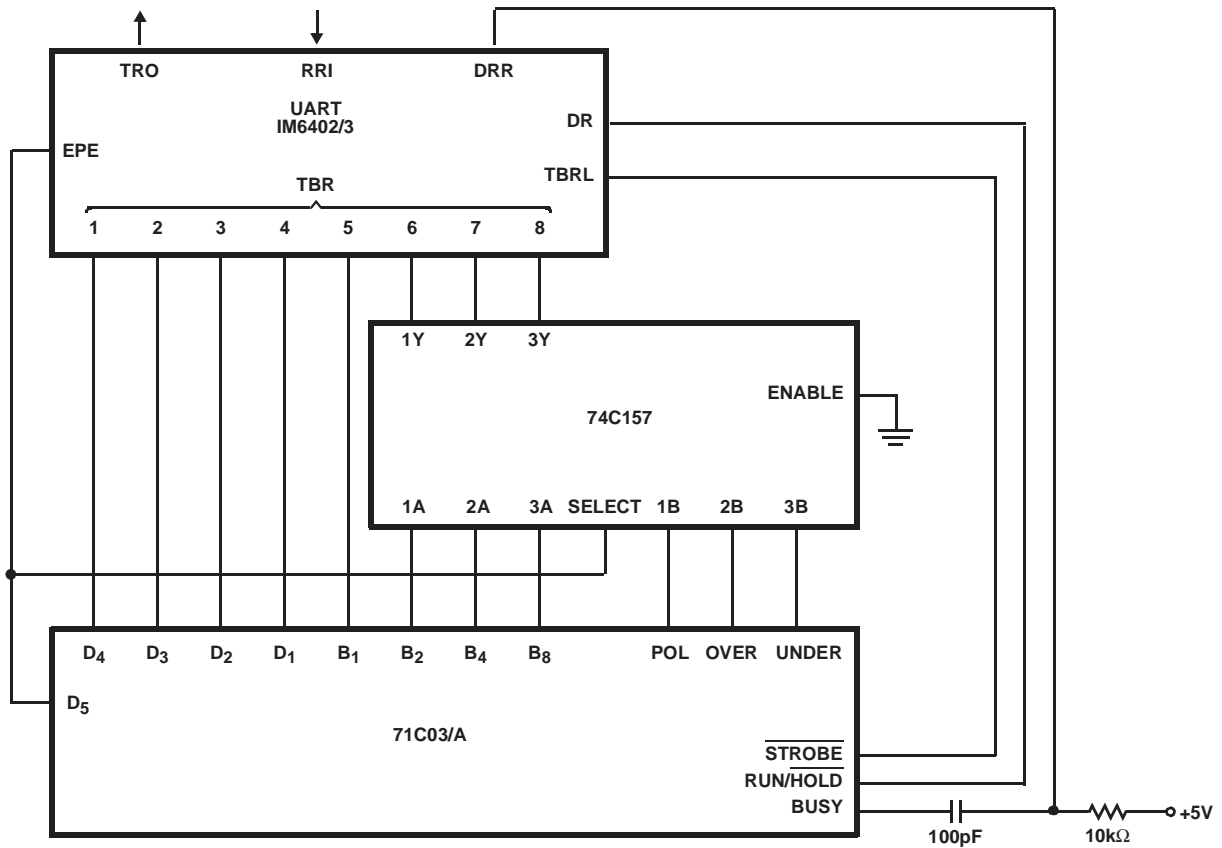 TRO RRI DRR
UART
IM6402/3
DR
EPE
TBRL
TBR
1 2 3 4 5 6 7 8
1Y 2Y 3Y
ENABLE
74C157
1A 2A 3A SELECT 1B 2B 3B
D4 D3 D2 D1 B1 B2 B4 B8 POL OVER UNDER
D5
71C03/A
STROBE
RUN/HOLD
BUSY
+5V
100pF 10kΩ